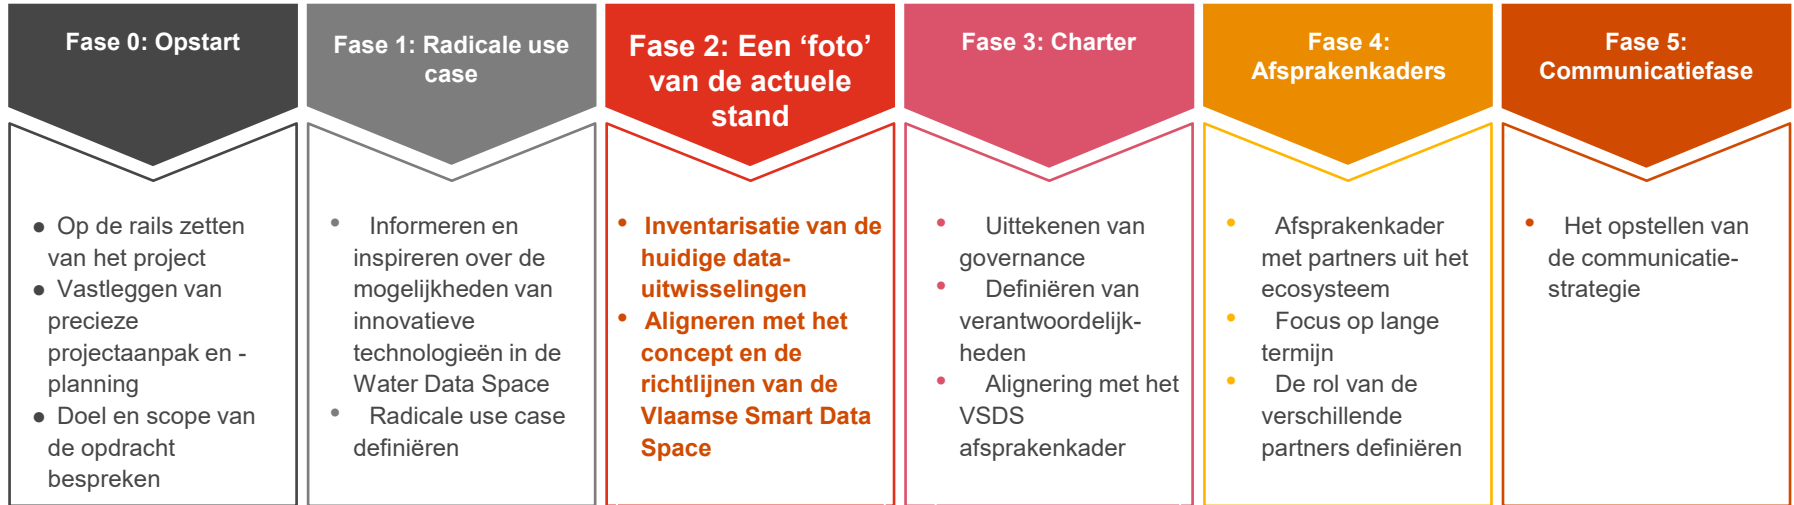 Fase 0: Opstart
● Op de rails zetten
van het project
● Vastleggen van
precieze
projectaanpak en -
planning
● Doel en scope van
de opdracht
bespreken
Fase 1: Radicale use
case
• Informeren en
inspireren over de
mogelijkheden van
innovatieve
technologieën in de
Water Data Space
• Radicale use case
definiëren
Fase 2: Een ‘foto’
van de actuele
stand
• Inventarisatie van de
huidige data-
uitwisselingen
• Aligneren met het
concept en de
richtlijnen van de
Vlaamse Smart Data
Space
Fase 3: Charter
• Uittekenen van
governance
• Definiëren van
verantwoordelijk-
heden
• Alignering met het
VSDS
afsprakenkader
Fase 4:
Afsprakenkaders
• Afsprakenkader
met partners uit het
ecosysteem
• Focus op lange
termijn
• De rol van de
verschillende
partners definiëren
Fase 5:
Communicatiefase
• Het opstellen van
de communicatie-
strategie